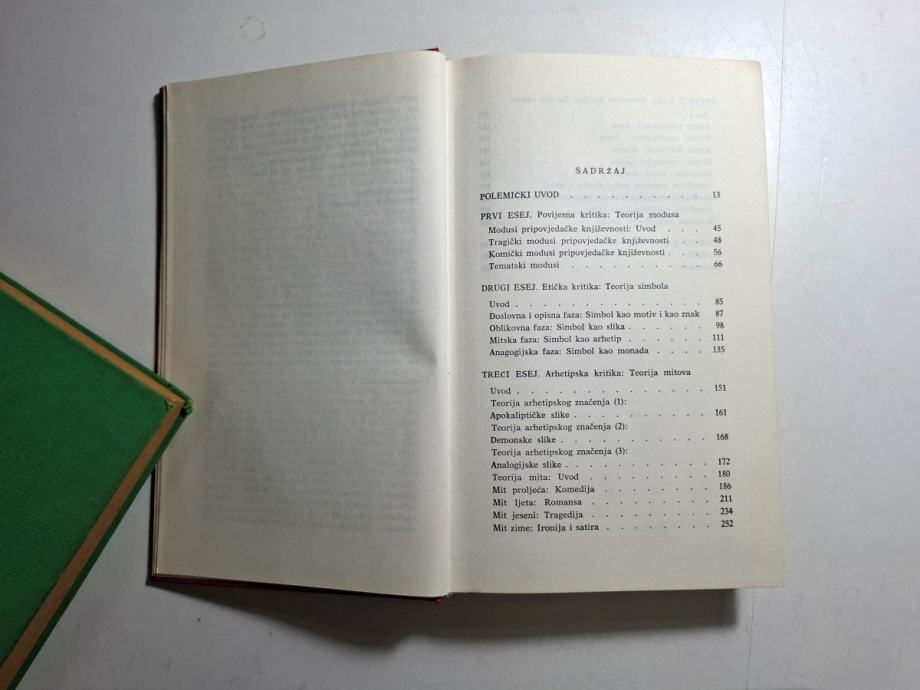 SADRŽAJ
POLEMIČKI UVOD . . . . . . . . . . 13
PRVI ESEJ. Povijesna kritika: Teorija modusa
Modusi pripovjedačke književnosti: Uvod . . . 45
Tragički modusi pripovjedačke književnosti . . 48
Komički modusi pripovjedačke književnosti . . . 56
Tematski modusi . . . . . . . . . . 66
DRUGI ESEJ. Etička kritika: Teorija simbola
Uvod . . . . . . . . . . . . . 85
Doslovna i opisna faza: Simbol kao motiv i kao znak 87
Oblikovna faza: Simbol kao slika . . . . . . 98
Mitska faza: Simbol kao arhetip . . . . . 111
Anagogijska faza: Simbol kao monada . . . . 135
TREĆI ESEJ. Arhetipska kritika: Teorija mitova
Uvod . . . . . . . . . . . . . 151
Teorija arhetipskog značenja (1):
Apokaliptičke slike . . . . . . . . . 161
Teorija arhetipskog značenja (2):
Demonske slike . . . . . . . . . . 168
Teorija arhetipskog značenja (3):
Analogijske slike . . . . . . . . . . 172
Teorija mita: Uvod . . . . . . . . 180
Mit proljeća: Komedija . . . . . . . 186
Mit ljeta: Romansa . . . . . . . . 211
Mit jeseni: Tragedija . . . . . . . . 234
Mit zime: Ironija i satira . . . . . . . 252